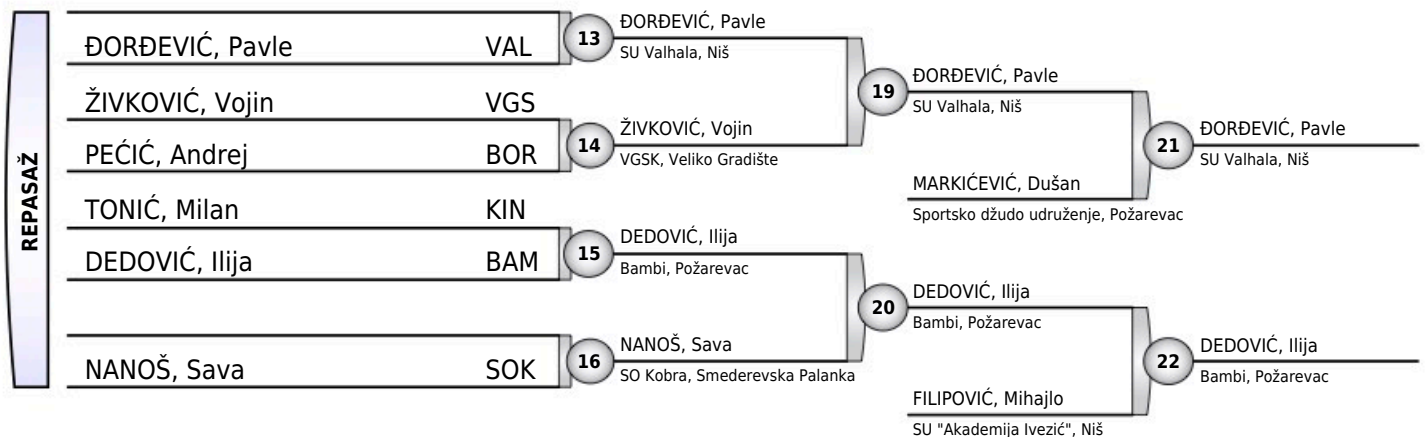 REPASAŽ
ĐORĐEVIĆ, Pavle VAL
ŽIVKOVIĆ, Vojin VGS
PEĆIĆ, Andrej BOR
TONIĆ, Milan KIN
DEDOVIĆ, Ilija BAM
NANOŠ, Sava SOK
13
ĐORĐEVIĆ, Pavle
SU Valhala, Niš
14
ŽIVKOVIĆ, Vojin
VGSK, Veliko Gradište
15
DEDOVIĆ, Ilija
Bambi, Požarevac
16
NANOŠ, Sava
SO Kobra, Smederevska Palanka
19
ĐORĐEVIĆ, Pavle
SU Valhala, Niš
MARKIĆEVIĆ, Dušan
Sportsko džudo udruženje, Požarevac
20
DEDOVIĆ, Ilija
Bambi, Požarevac
FILIPOVIĆ, Mihajlo
SU "Akademija Ivezić", Niš
21
ĐORĐEVIĆ, Pavle
SU Valhala, Niš
22
DEDOVIĆ, Ilija
Bambi, Požarevac